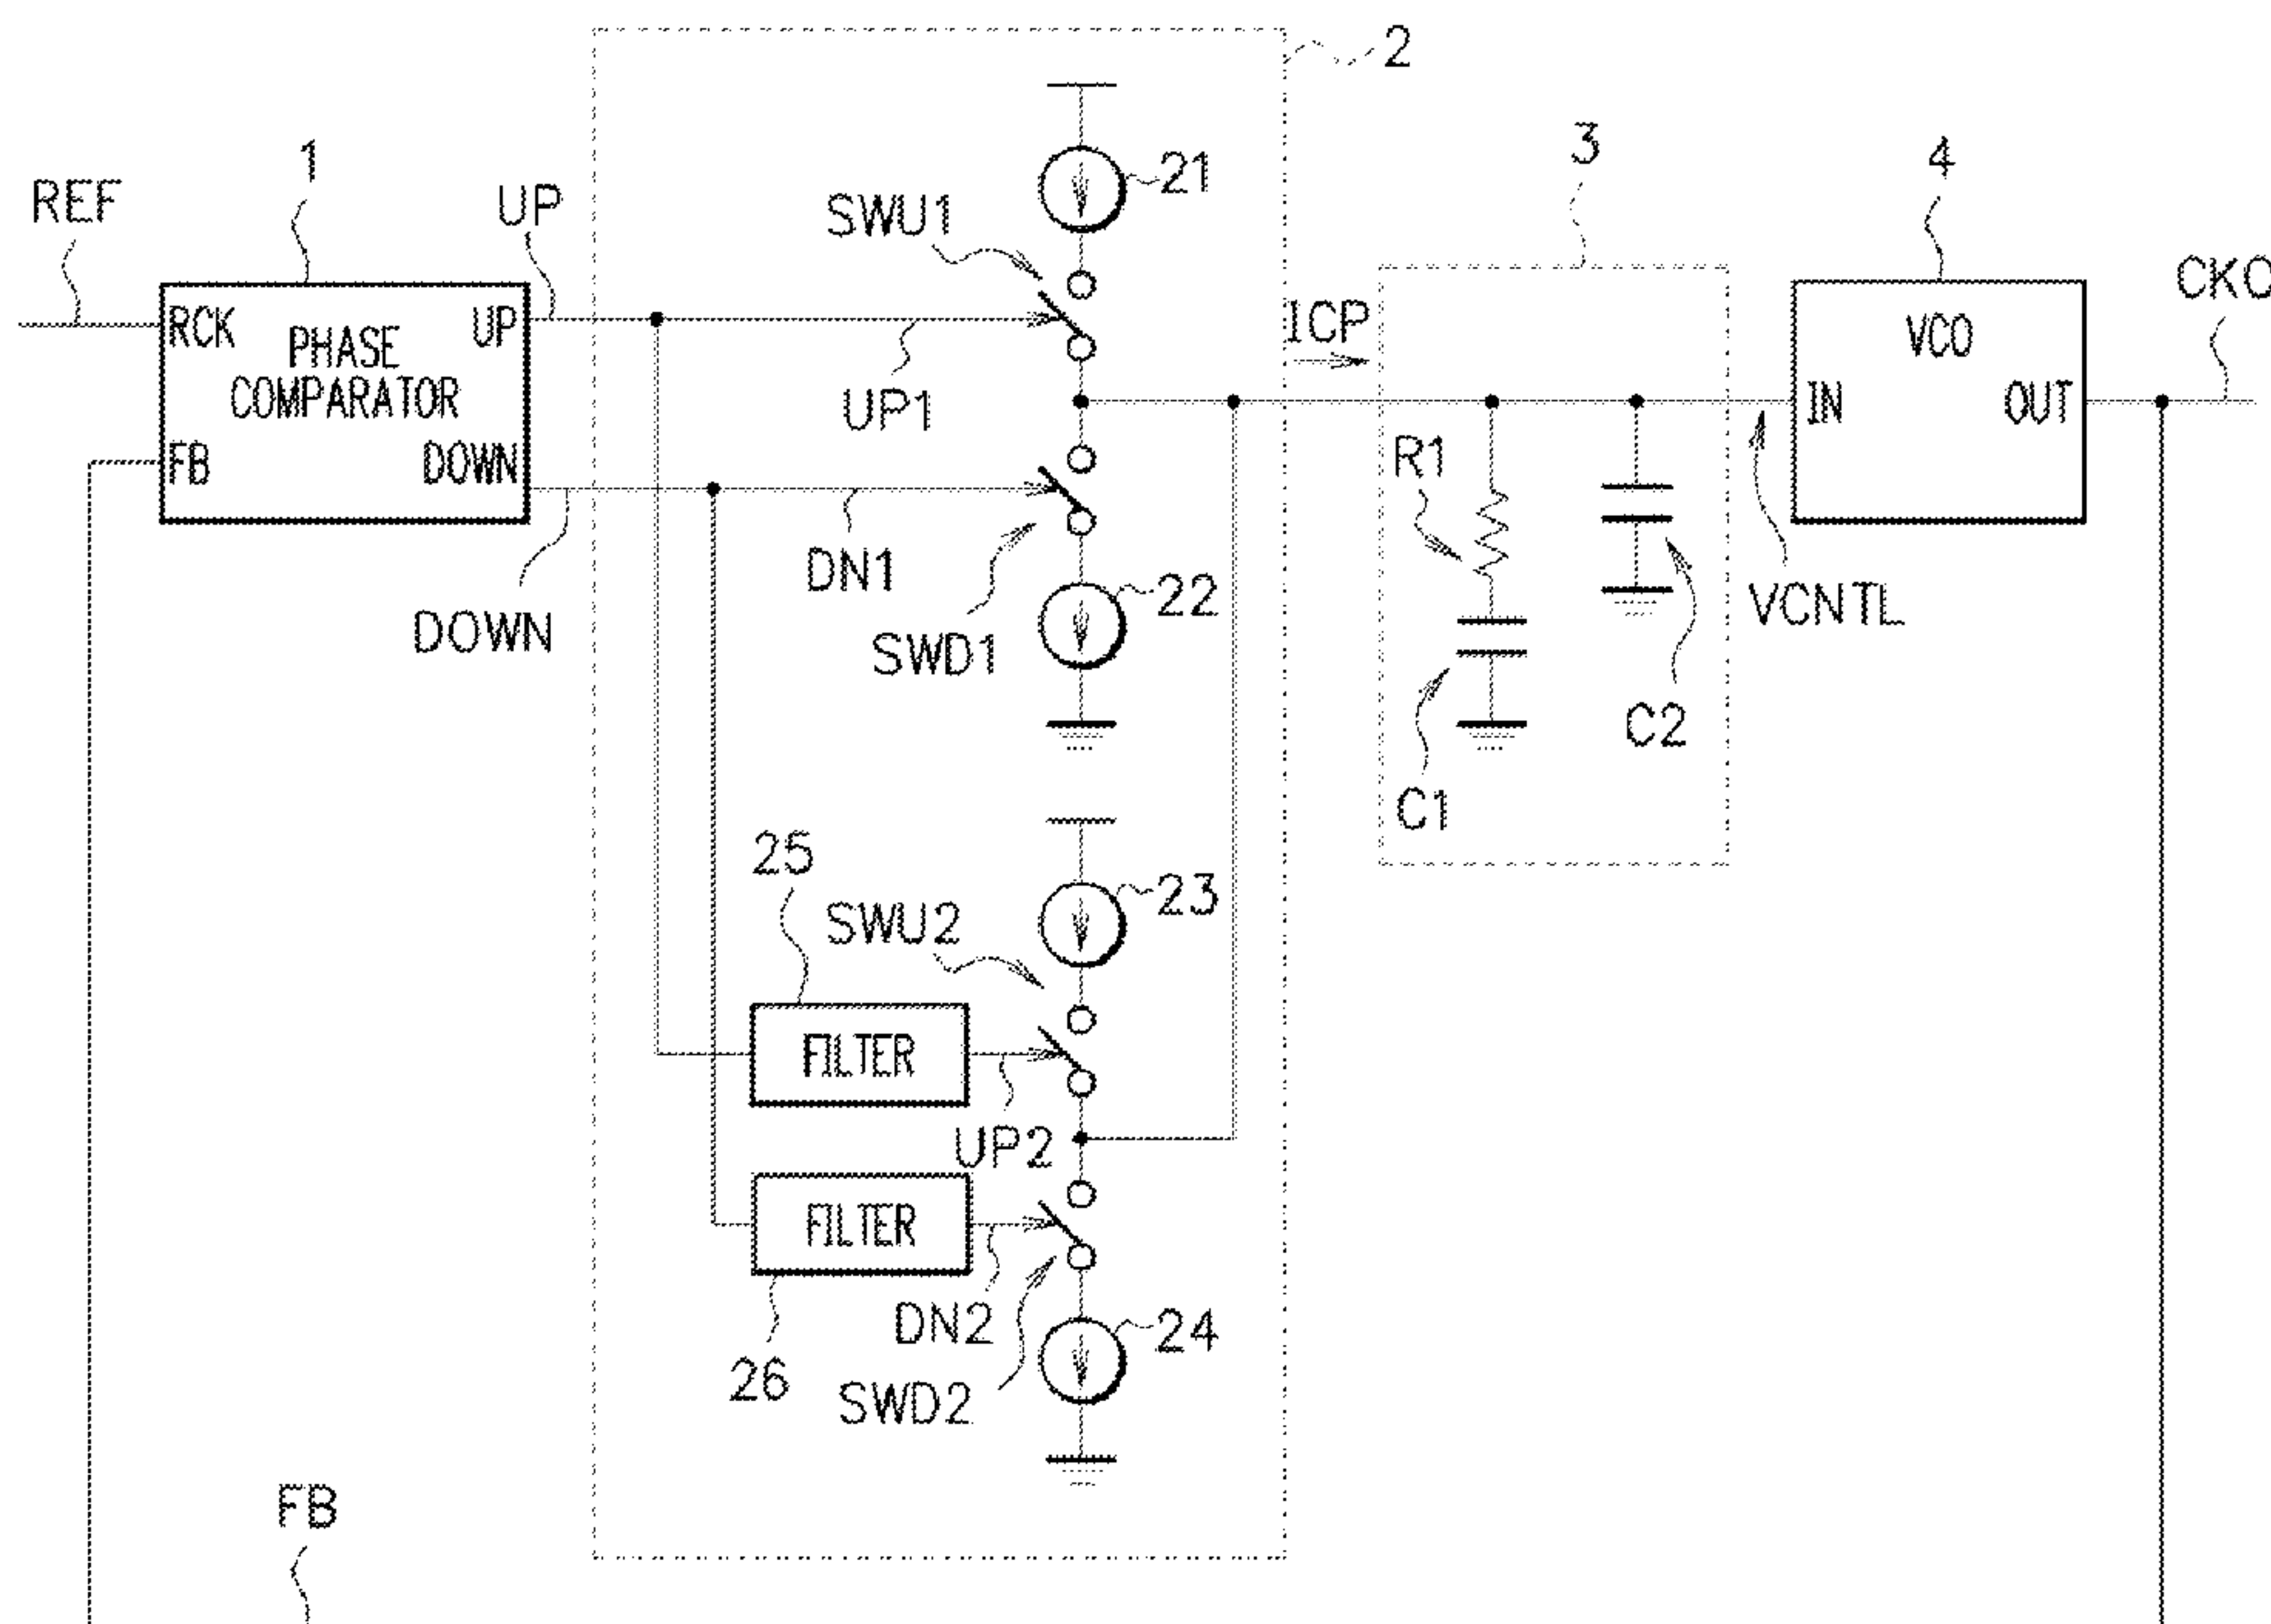 2
1
3
4
REF
UP
21
SWU1
CKO
RCK
PHASE
COMPARATOR
UP
ICP
VCO
IN
OUT
UP1
FB
DOWN
R1
DN1
22
VCNTL
DOWN
SWD1
C2
C1
25
23
SWU2
FILTER
UP2
FILTER
DN2
24
26
SWD2
FB